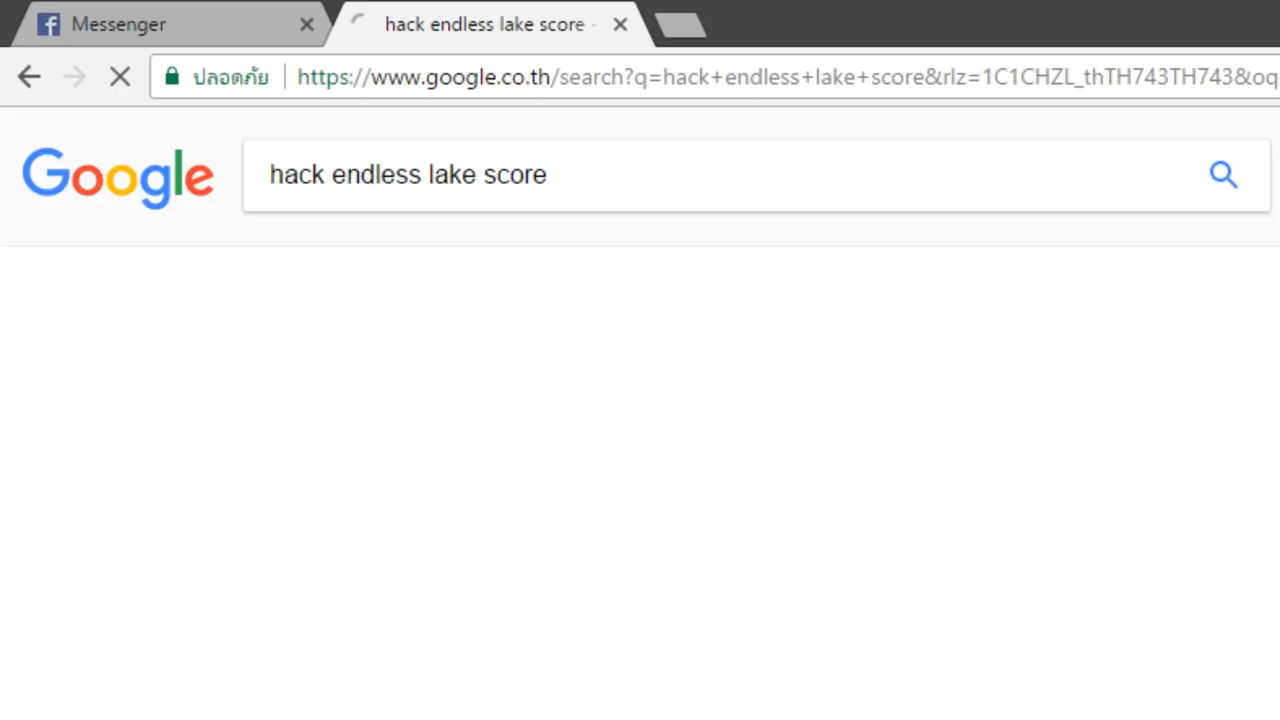 Messenger
hack endless lake score -
ปลอดภัย https://www.google.co.th/search?q=hack+endless+lake+score&rlz=1C1CHZL_thTH743TH743&oq
Google
hack endless lake score